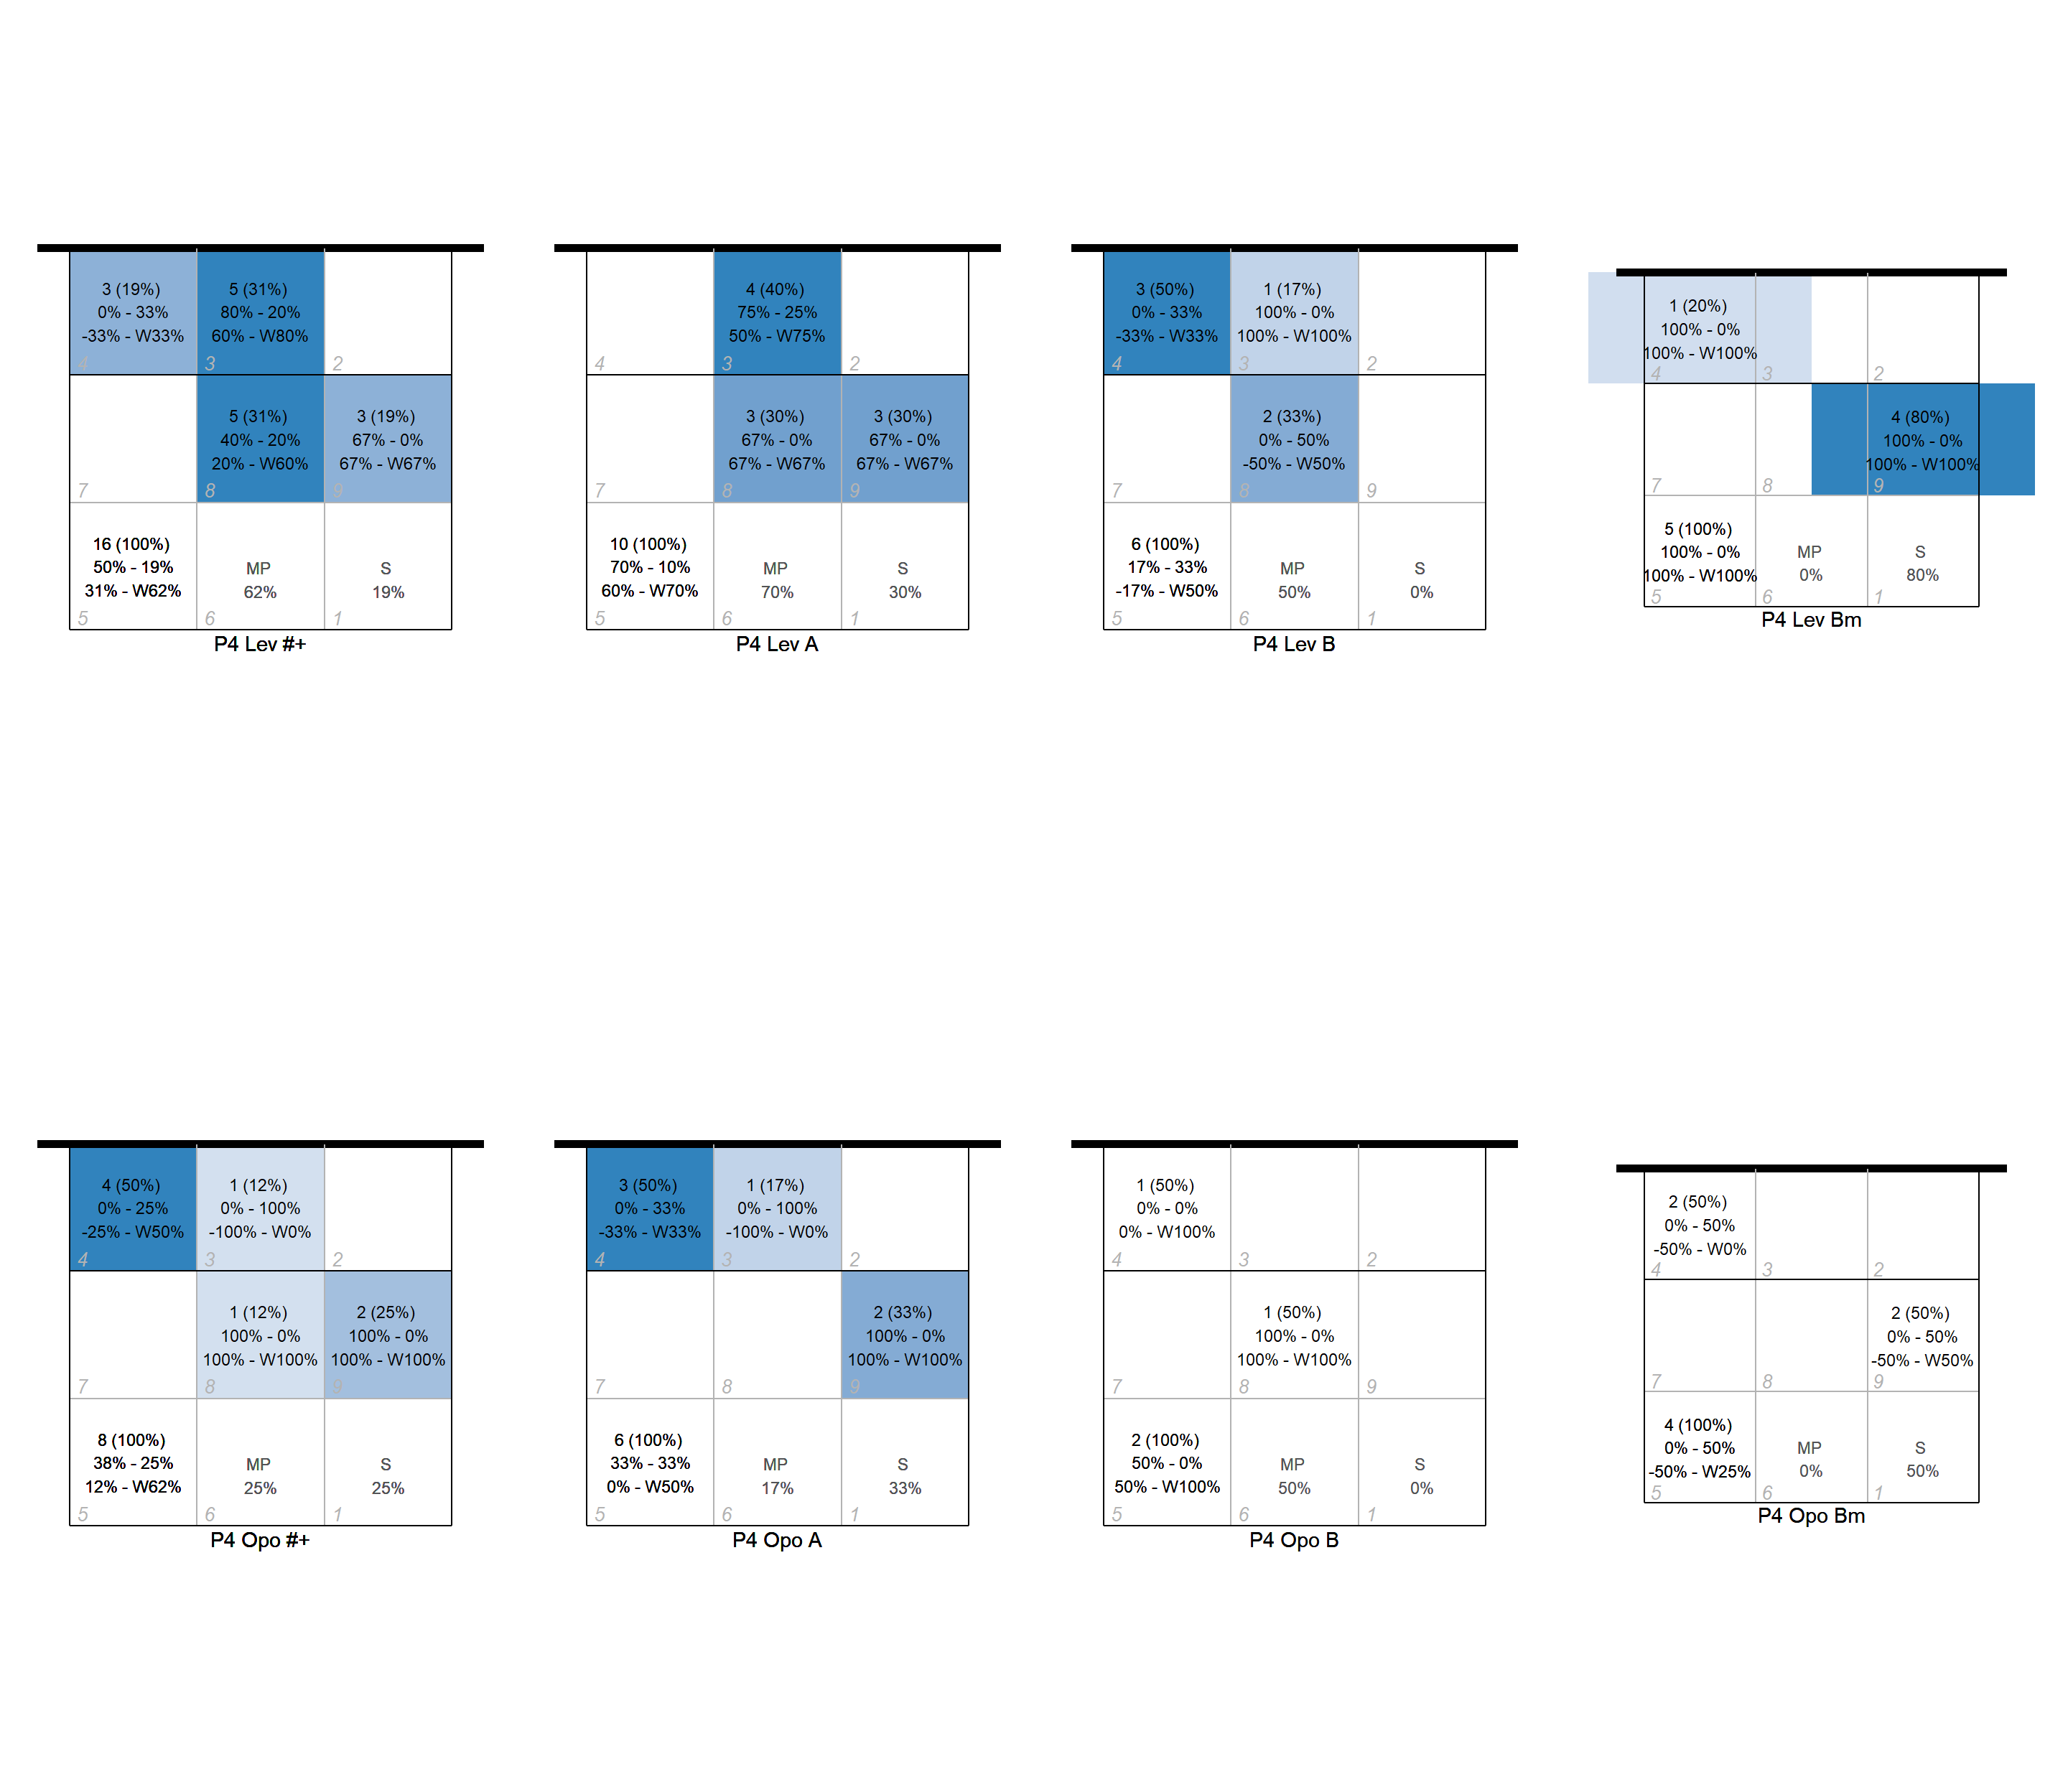 3 (19%)
0% - 33%
-33% - W33%
4
5 (31%)
80% - 20%
60% - W80%
3
2
7
5 (31%)
40% - 20%
20% - W60%
8
3 (19%)
67% - 0%
67% - W67%
9
16 (100%)
50% - 19%
31% - W62%
5
MP
62%
6
S
19%
1
P4 Lev #+
4
4 (40%)
75% - 25%
50% - W75%
3
2
7
3 (30%)
67% - 0%
67% - W67%
8
3 (30%)
67% - 0%
67% - W67%
9
10 (100%)
70% - 10%
60% - W70%
5
MP
70%
6
S
30%
1
P4 Lev A
3 (50%)
0% - 33%
-33% - W33%
4
1 (17%)
100% - 0%
100% - W100%
3
2
7
2 (33%)
0% - 50%
-50% - W50%
8
9
6 (100%)
17% - 33%
-17% - W50%
5
MP
50%
6
S
0%
1
P4 Lev B
1 (20%)
100% - 0%
100% - W100%
4
3
2
7
8
4 (80%)
100% - 0%
100% - W100%
9
5 (100%)
100% - 0%
100% - W100%
5
MP
0%
6
S
80%
1
P4 Lev Bm
4 (50%)
0% - 25%
-25% - W50%
4
1 (12%)
0% - 100%
-100% - W0%
3
2
7
1 (12%)
100% - 0%
100% - W100%
8
2 (25%)
100% - 0%
100% - W100%
9
8 (100%)
38% - 25%
12% - W62%
5
MP
25%
6
S
25%
1
P4 Opo #+
3 (50%)
0% - 33%
-33% - W33%
4
1 (17%)
0% - 100%
-100% - W0%
3
2
7
8
2 (33%)
100% - 0%
100% - W100%
9
6 (100%)
33% - 33%
0% - W50%
5
MP
17%
6
S
33%
1
P4 Opo A
1 (50%)
0% - 0%
0% - W100%
4
3
2
7
1 (50%)
100% - 0%
100% - W100%
8
9
2 (100%)
50% - 0%
50% - W100%
5
MP
50%
6
S
0%
1
P4 Opo B
2 (50%)
0% - 50%
-50% - W0%
4
3
2
7
8
2 (50%)
0% - 50%
-50% - W50%
9
4 (100%)
0% - 50%
-50% - W25%
5
MP
0%
6
S
50%
1
P4 Opo Bm